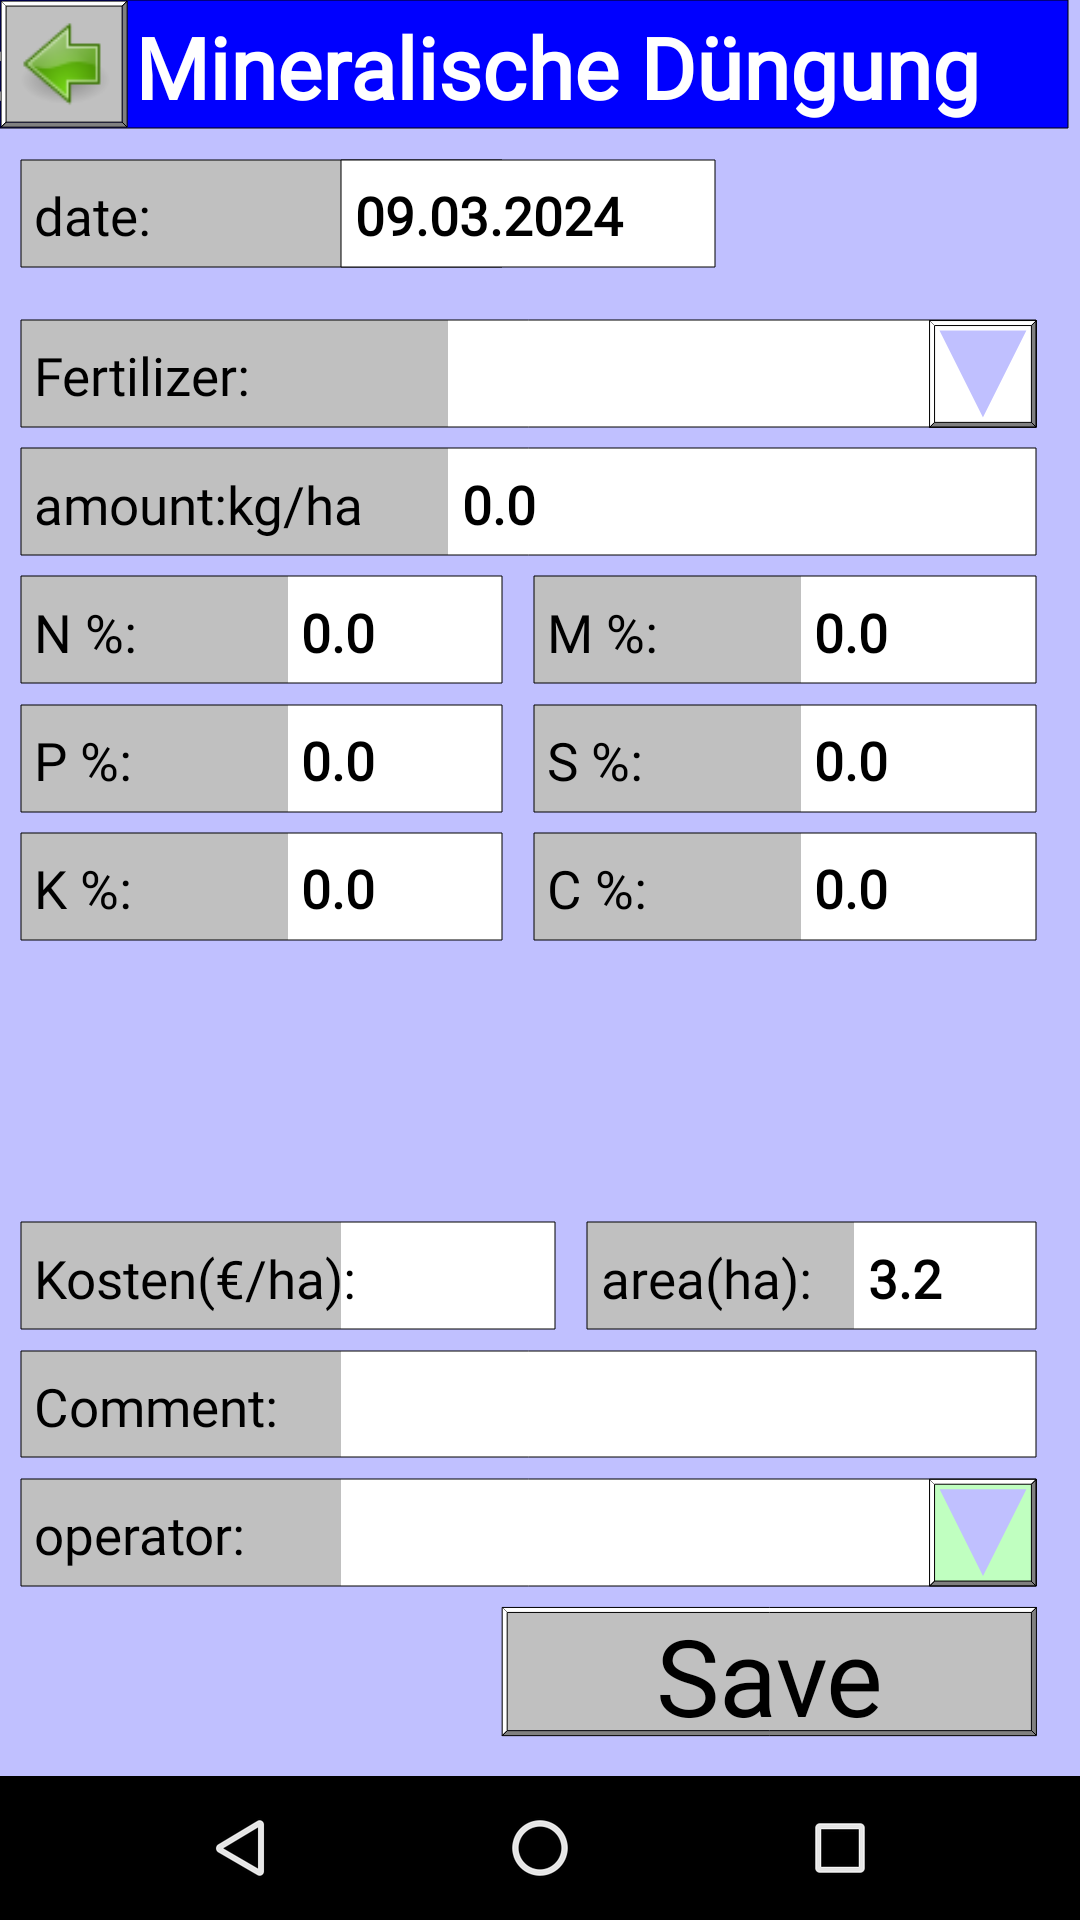 Mineralische Düngung
date: 09.03.2024
Fertilizer:
amount:kg/ha 0.0
N %: 0.0 M %: 0.0
P %: 0.0 S %: 0.0
K %: 0.0 C %: 0.0
Kosten(€/ha): area(ha): 3.2
Comment:
operator:
Save